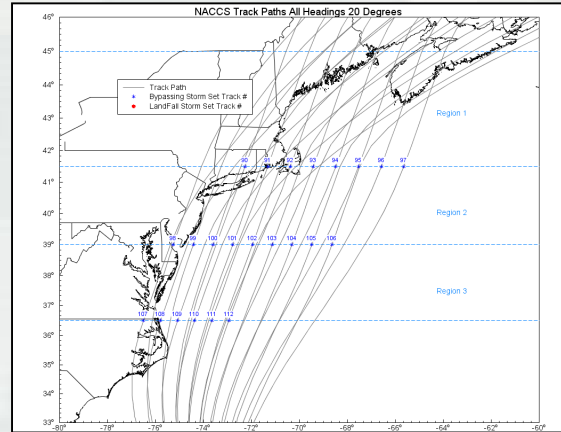 NACCS Track Paths All Headings 20 Degrees
46°
45°
44°
43°
42°
41°
40°
39°
38°
37°
36°
35°
34°
33°
Track Path
Bypassing Storm Set Track #
LandFall Storm Set Track #
Region 1
90 91 92 93 94 95 96 97
Region 2
98 99 100 101 102 103 104 105 106
Region 3
107 108 109 110 111 112
-80° -78° -76° -74° -72° -70° -68° -66° -64° -62° -60°